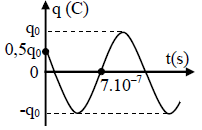 q (C)
q₀
0,5q₀
t(s)
0
7.10⁻⁷
-q₀